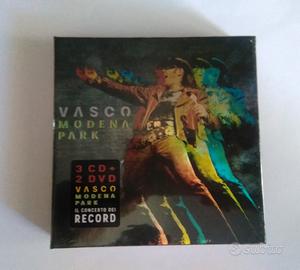 VASCO
MODENA
PARK
3 CD+
2 DVD
VASCO
MODENA
PARK
IL CONCERTO DEI
RECORD
subito